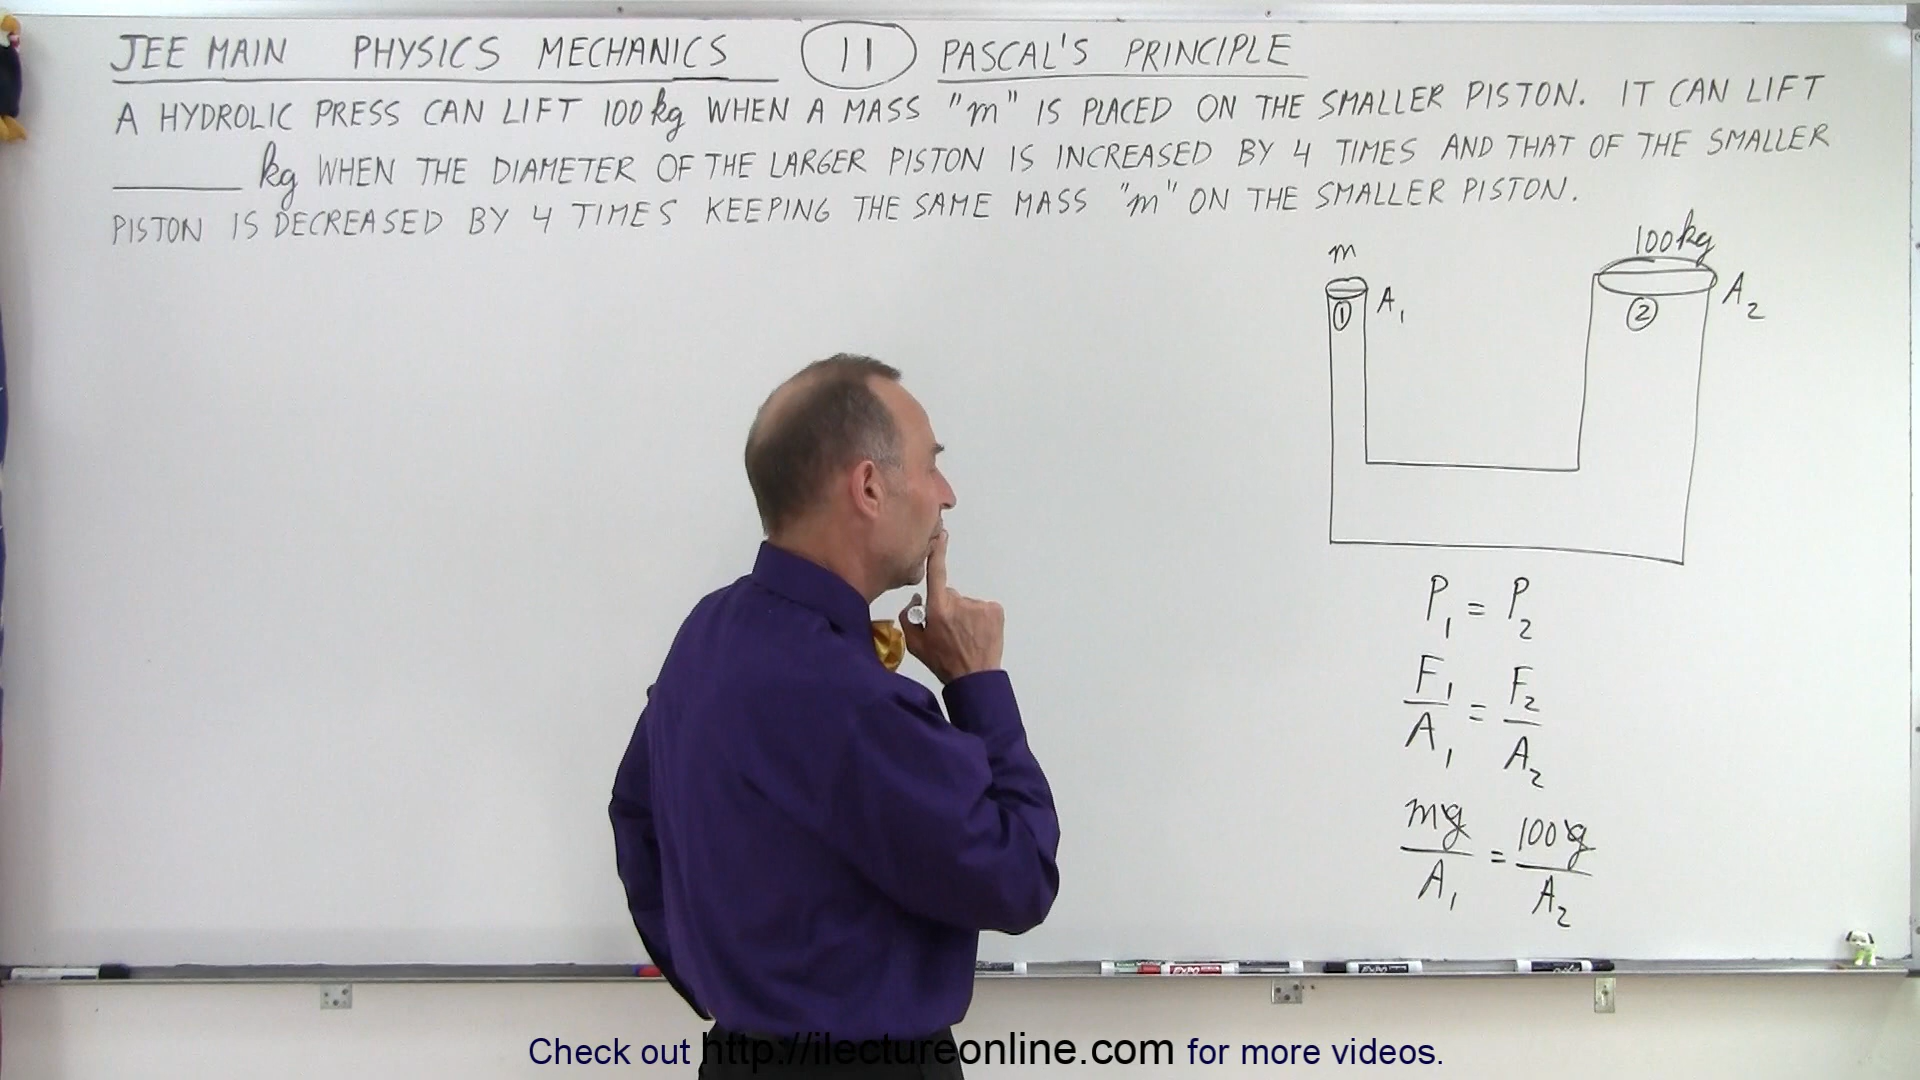 JEE MAIN PHYSICS MECHANICS 11 PASCAL'S PRINCIPLE
A HYDROLIC PRESS CAN LIFT 100 kg WHEN A MASS "m" IS PLACED ON THE SMALLER PISTON. IT CAN LIFT
______ kg WHEN THE DIAMETER OF THE LARGER PISTON IS INCREASED BY 4 TIMES AND THAT OF THE SMALLER
PISTON IS DECREASED BY 4 TIMES KEEPING THE SAME MASS "m" ON THE SMALLER PISTON.
m 100 kg
A₁ A₂
1 2
P₁ = P₂
F₁/A₁ = F₂/A₂
mg/A₁ = 100g/A₂
EXPO EXPO
Check out http://ilectureonline.com for more videos.